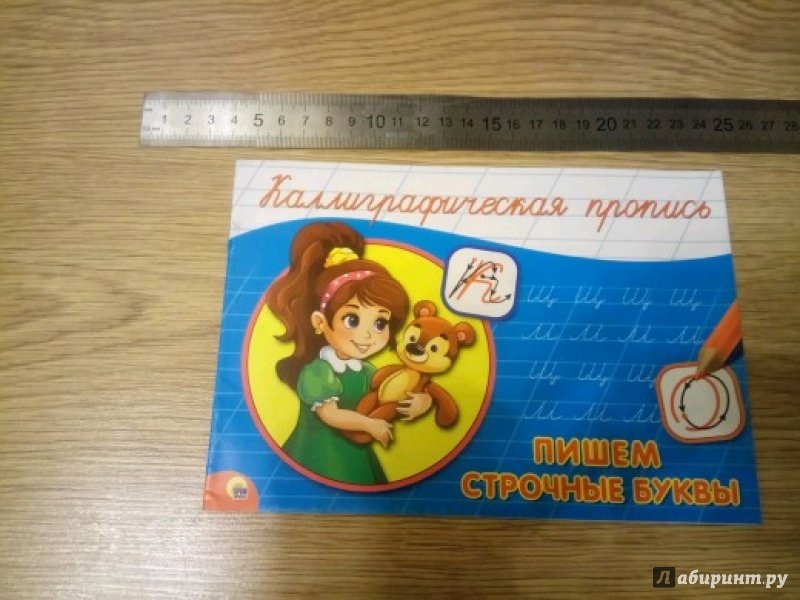 1 2 3 4 5 6 7 8 9 10 11 12 13 14 15 16 17 18 19 20 21 22 23 24 25 26 27 28
Каллиграфическая пропись
к
щ щ щ щ
м м м м
щ щ щ
м м м
о
ПИШЕМ
СТРОЧНЫЕ БУКВЫ
Лабиринт.ру